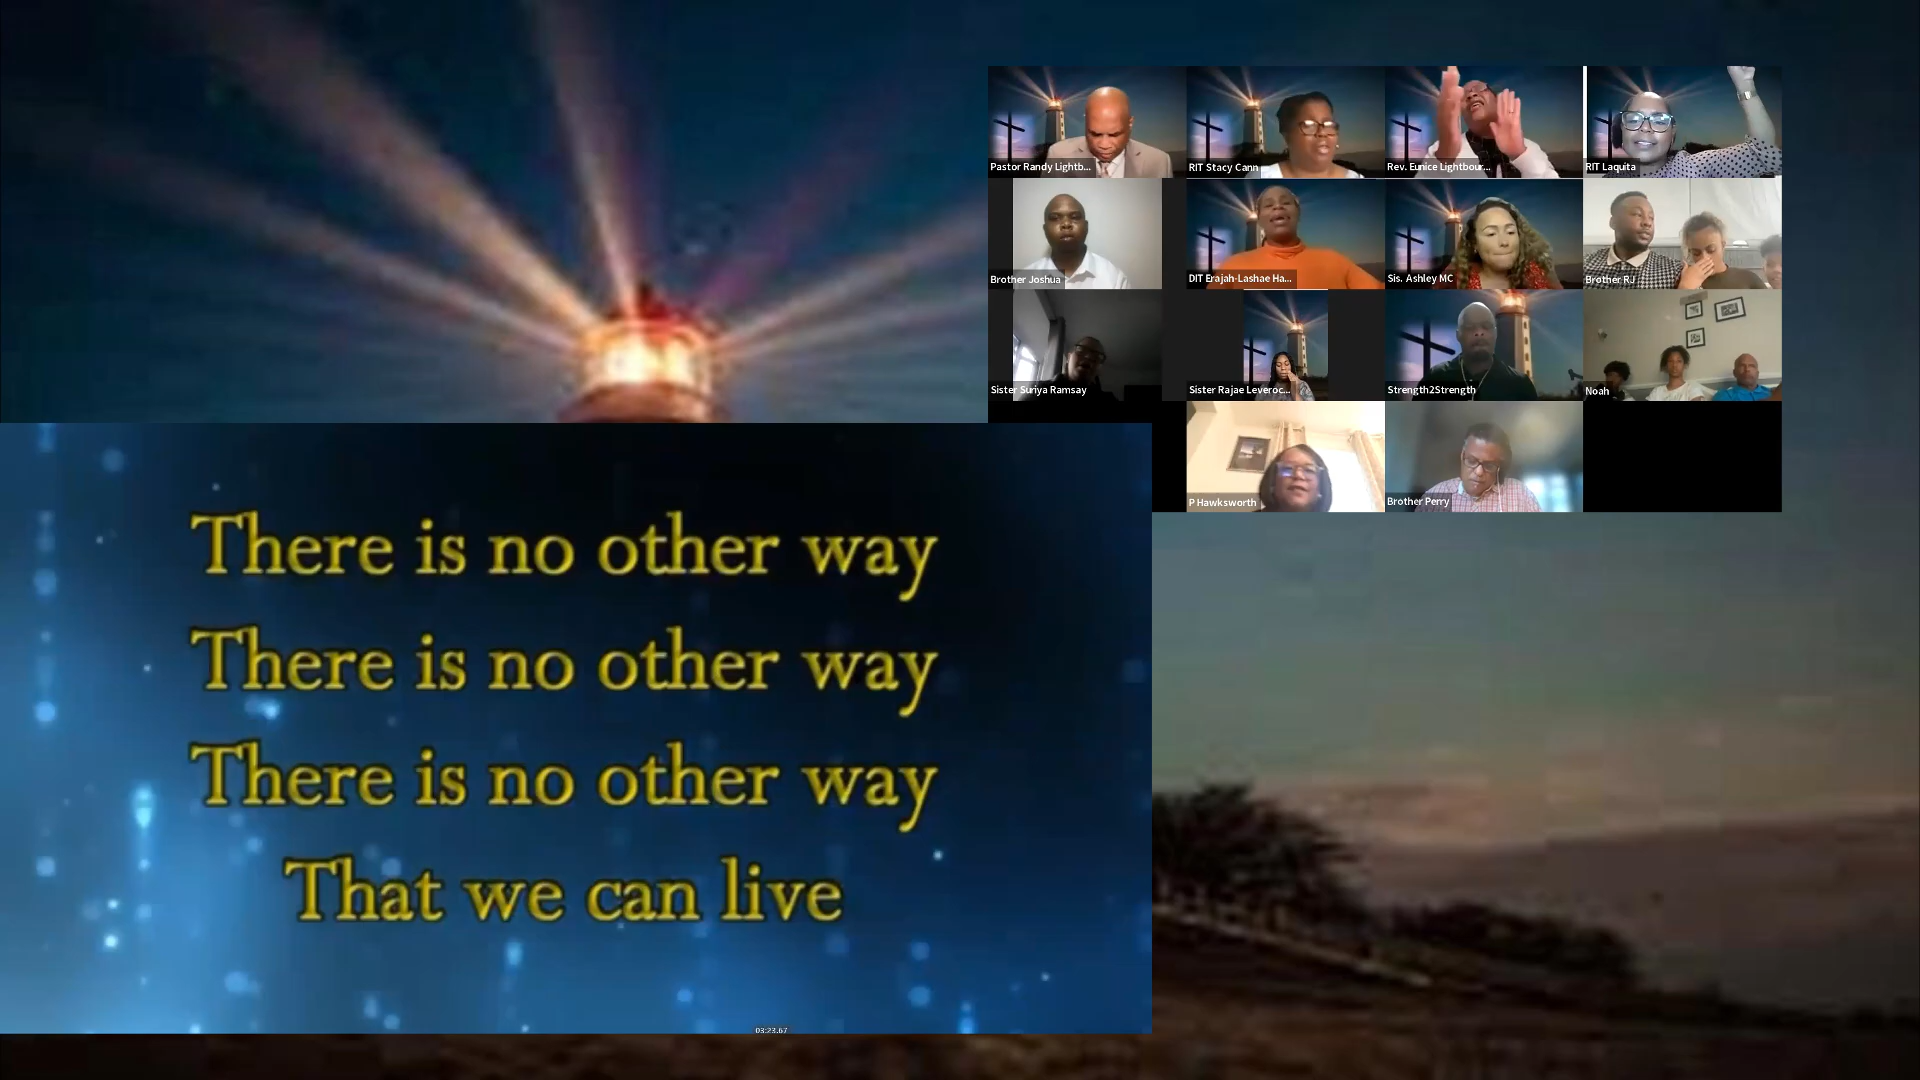 Pastor Randy Lightb...
RIT Stacy Cann
Rev. Eunice Lightbour...
RIT Laquita
Brother Joshua
DIT Erajah-Lashae Ha...
Sis. Ashley MC
Brother RJ
Sister Suriya Ramsay
Sister Rajae Leveroc...
Strength2Strength
Noah
P Hawksworth
Brother Perry
There is no other way
There is no other way
There is no other way
That we can live
03:23.67